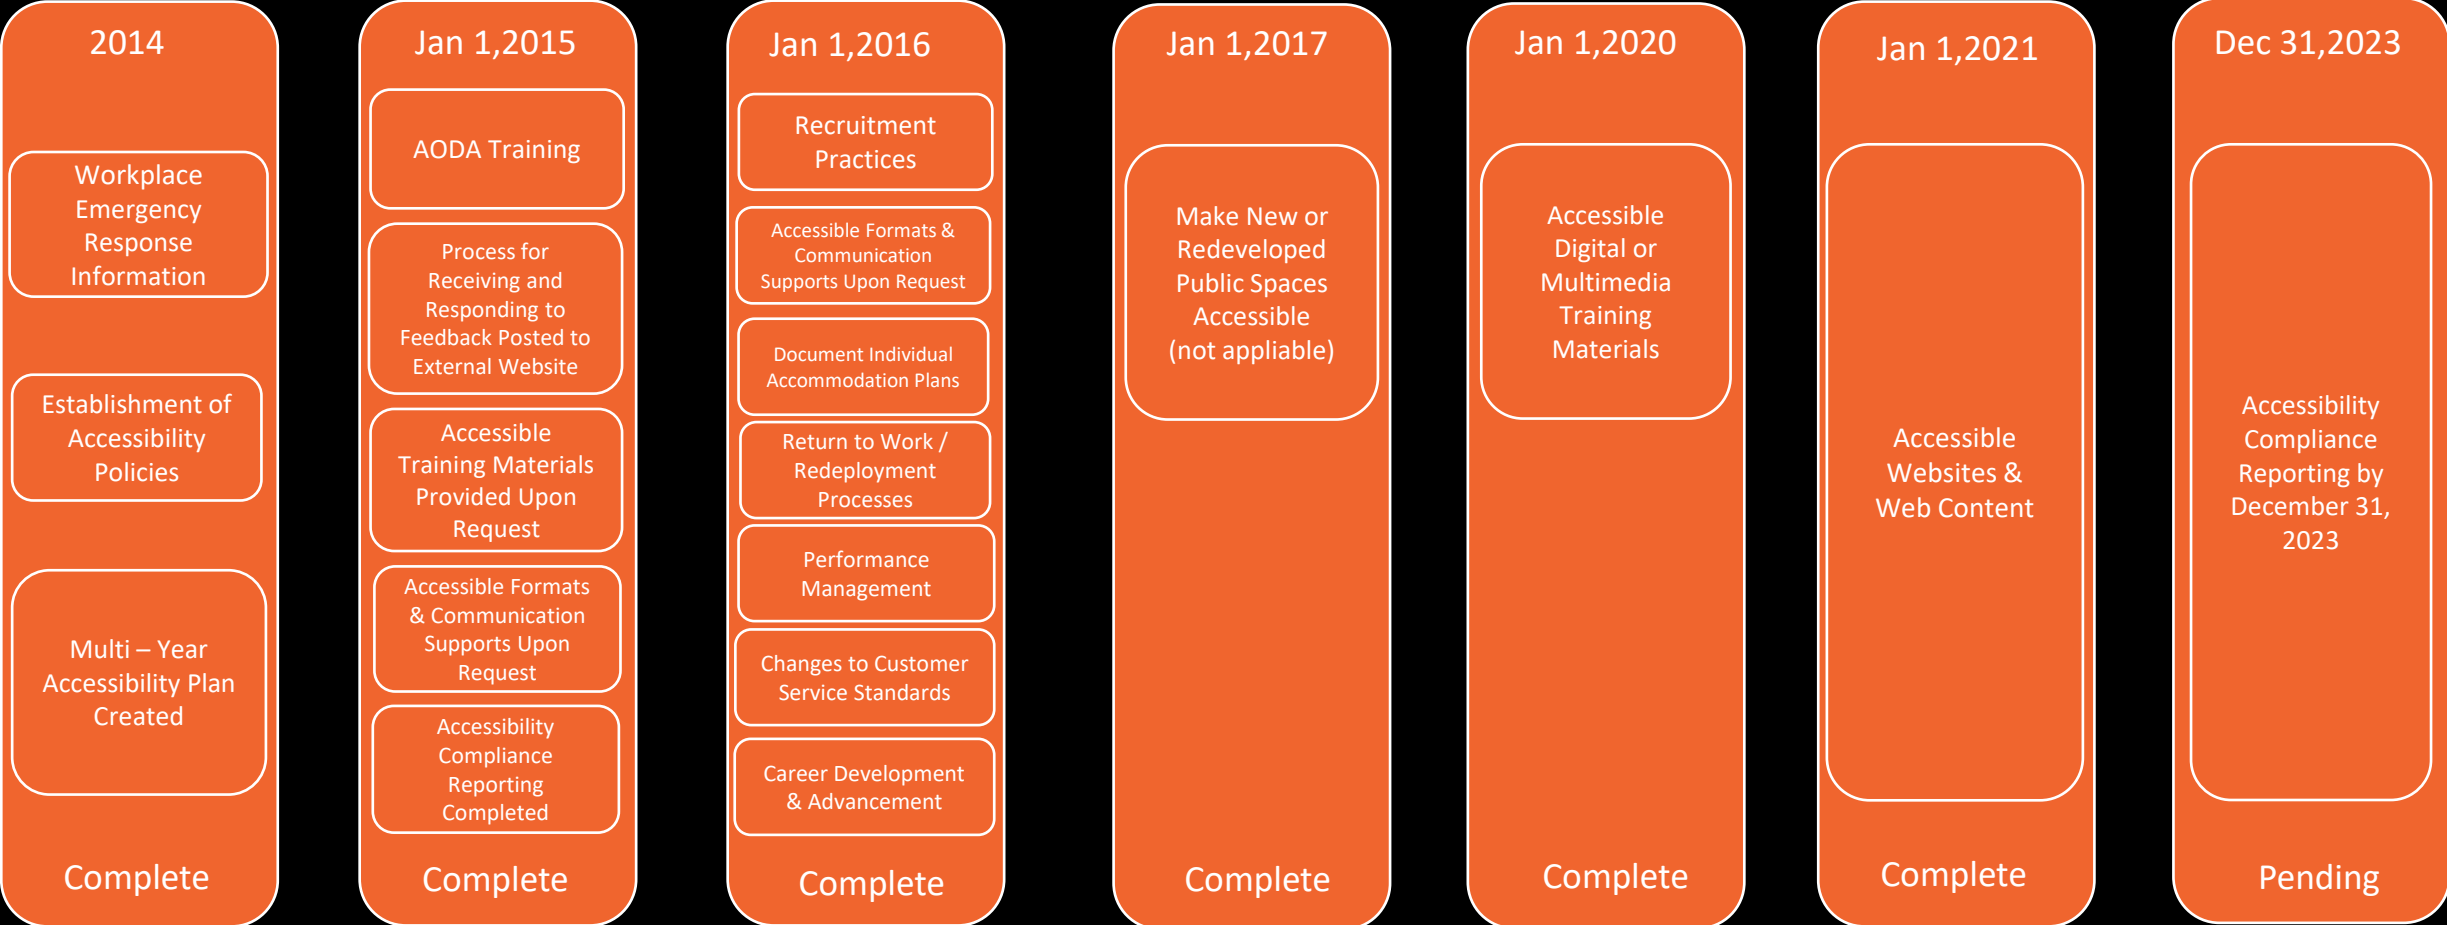 2014
Workplace
Emergency
Response
Information
Establishment of
Accessibility
Policies
Multi – Year
Accessibility Plan
Created
Complete
Jan 1,2015
AODA Training
Process for
Receiving and
Responding to
Feedback Posted to
External Website
Accessible
Training Materials
Provided Upon
Request
Accessible Formats
& Communication
Supports Upon
Request
Accessibility
Compliance
Reporting
Completed
Complete
Jan 1,2016
Recruitment
Practices
Accessible Formats &
Communication
Supports Upon Request
Document Individual
Accommodation Plans
Return to Work /
Redeployment
Processes
Performance
Management
Changes to Customer
Service Standards
Career Development
& Advancement
Complete
Jan 1,2017
Make New or
Redeveloped
Public Spaces
Accessible
(not appliable)
Complete
Jan 1,2020
Accessible
Digital or
Multimedia
Training
Materials
Complete
Jan 1,2021
Accessible
Websites &
Web Content
Complete
Dec 31,2023
Accessibility
Compliance
Reporting by
December 31,
2023
Pending